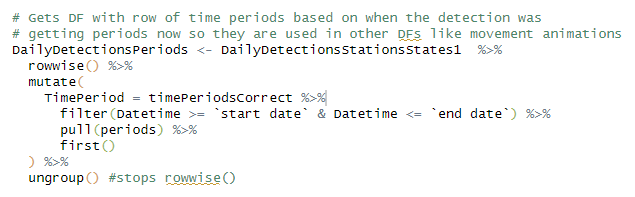 # Gets DF with row of time periods based on when the detection was
# getting periods now so they are used in other DFs like movement animations
DailyDetectionsPeriods <- DailyDetectionsStationsStates1  %>%
  rowwise() %>%
  mutate(
    TimePeriod = timePeriodsCorrect %>%
      filter(Datetime >= `start date` & Datetime <= `end date`) %>%
      pull(periods) %>%
      first()
  ) %>%
  ungroup() #stops rowwise()